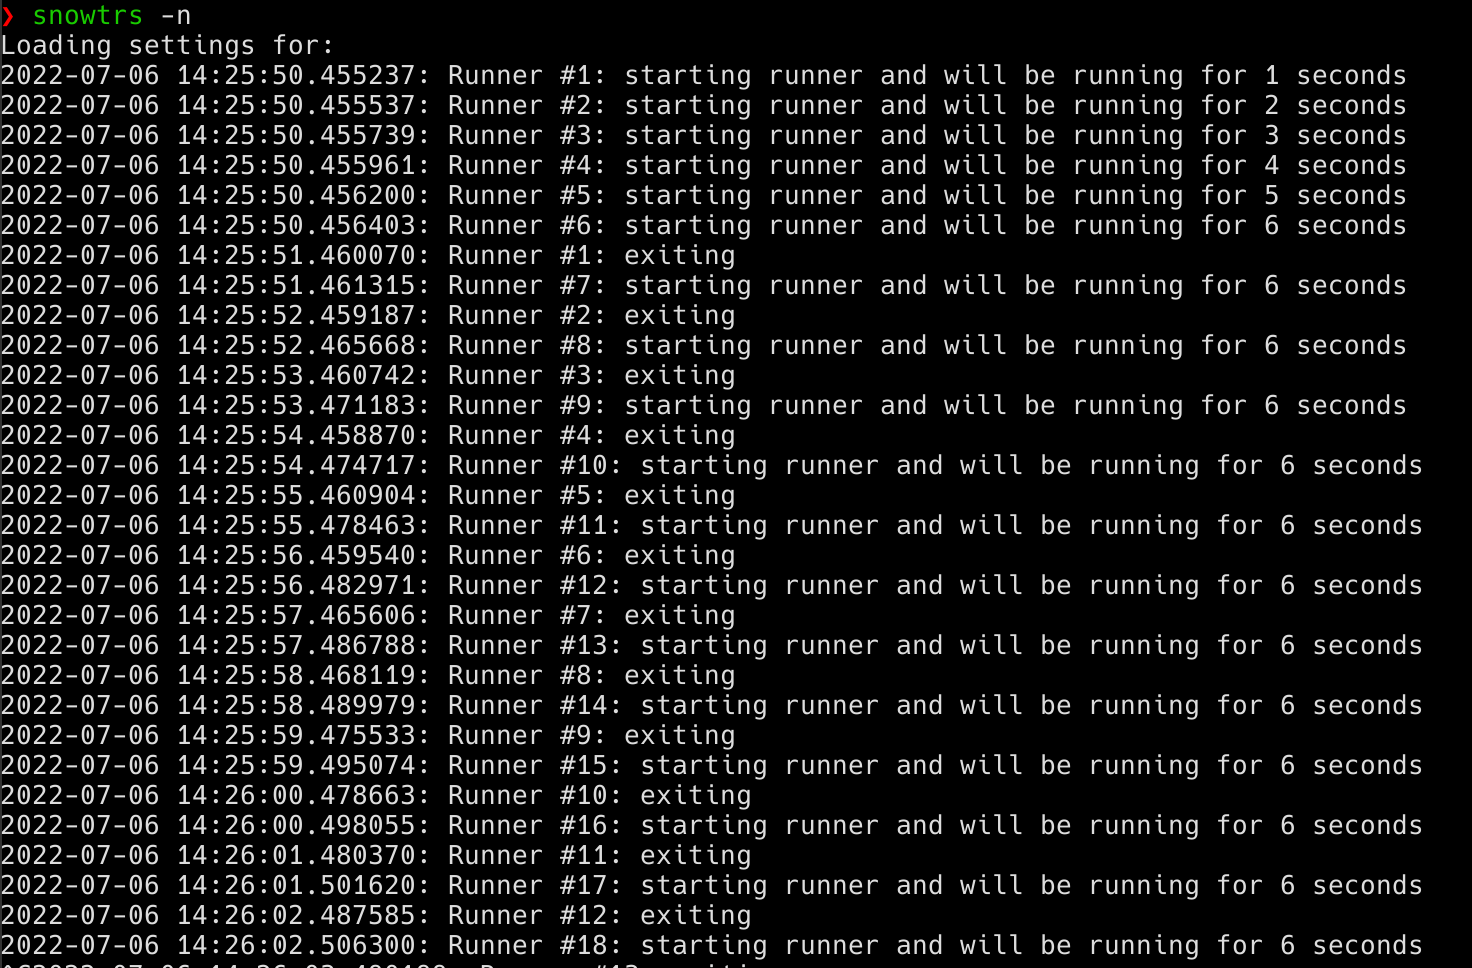 ❯ snowtrs -n
Loading settings for:
2022-07-06 14:25:50.455237: Runner #1: starting runner and will be running for 1 seconds
2022-07-06 14:25:50.455537: Runner #2: starting runner and will be running for 2 seconds
2022-07-06 14:25:50.455739: Runner #3: starting runner and will be running for 3 seconds
2022-07-06 14:25:50.455961: Runner #4: starting runner and will be running for 4 seconds
2022-07-06 14:25:50.456200: Runner #5: starting runner and will be running for 5 seconds
2022-07-06 14:25:50.456403: Runner #6: starting runner and will be running for 6 seconds
2022-07-06 14:25:51.460070: Runner #1: exiting
2022-07-06 14:25:51.461315: Runner #7: starting runner and will be running for 6 seconds
2022-07-06 14:25:52.459187: Runner #2: exiting
2022-07-06 14:25:52.465668: Runner #8: starting runner and will be running for 6 seconds
2022-07-06 14:25:53.460742: Runner #3: exiting
2022-07-06 14:25:53.471183: Runner #9: starting runner and will be running for 6 seconds
2022-07-06 14:25:54.458870: Runner #4: exiting
2022-07-06 14:25:54.474717: Runner #10: starting runner and will be running for 6 seconds
2022-07-06 14:25:55.460904: Runner #5: exiting
2022-07-06 14:25:55.478463: Runner #11: starting runner and will be running for 6 seconds
2022-07-06 14:25:56.459540: Runner #6: exiting
2022-07-06 14:25:56.482971: Runner #12: starting runner and will be running for 6 seconds
2022-07-06 14:25:57.465606: Runner #7: exiting
2022-07-06 14:25:57.486788: Runner #13: starting runner and will be running for 6 seconds
2022-07-06 14:25:58.468119: Runner #8: exiting
2022-07-06 14:25:58.489979: Runner #14: starting runner and will be running for 6 seconds
2022-07-06 14:25:59.475533: Runner #9: exiting
2022-07-06 14:25:59.495074: Runner #15: starting runner and will be running for 6 seconds
2022-07-06 14:26:00.478663: Runner #10: exiting
2022-07-06 14:26:00.498055: Runner #16: starting runner and will be running for 6 seconds
2022-07-06 14:26:01.480370: Runner #11: exiting
2022-07-06 14:26:01.501620: Runner #17: starting runner and will be running for 6 seconds
2022-07-06 14:26:02.487585: Runner #12: exiting
2022-07-06 14:26:02.506300: Runner #18: starting runner and will be running for 6 seconds